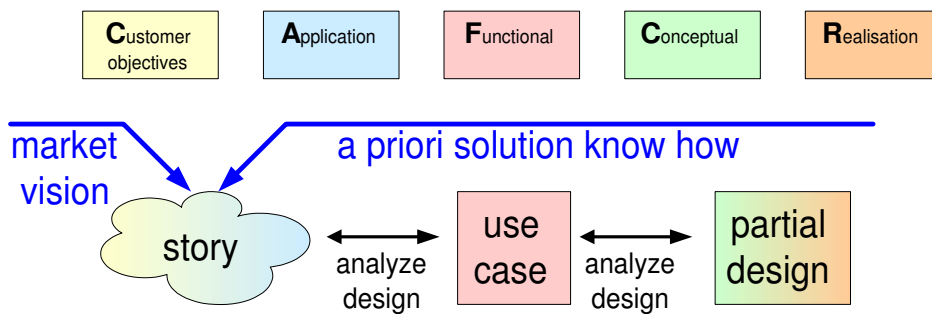 Customer
objectives
Application
Functional
Conceptual
Realisation
market
vision
a priori solution know how
story
analyze
design
use
case
analyze
design
partial
design